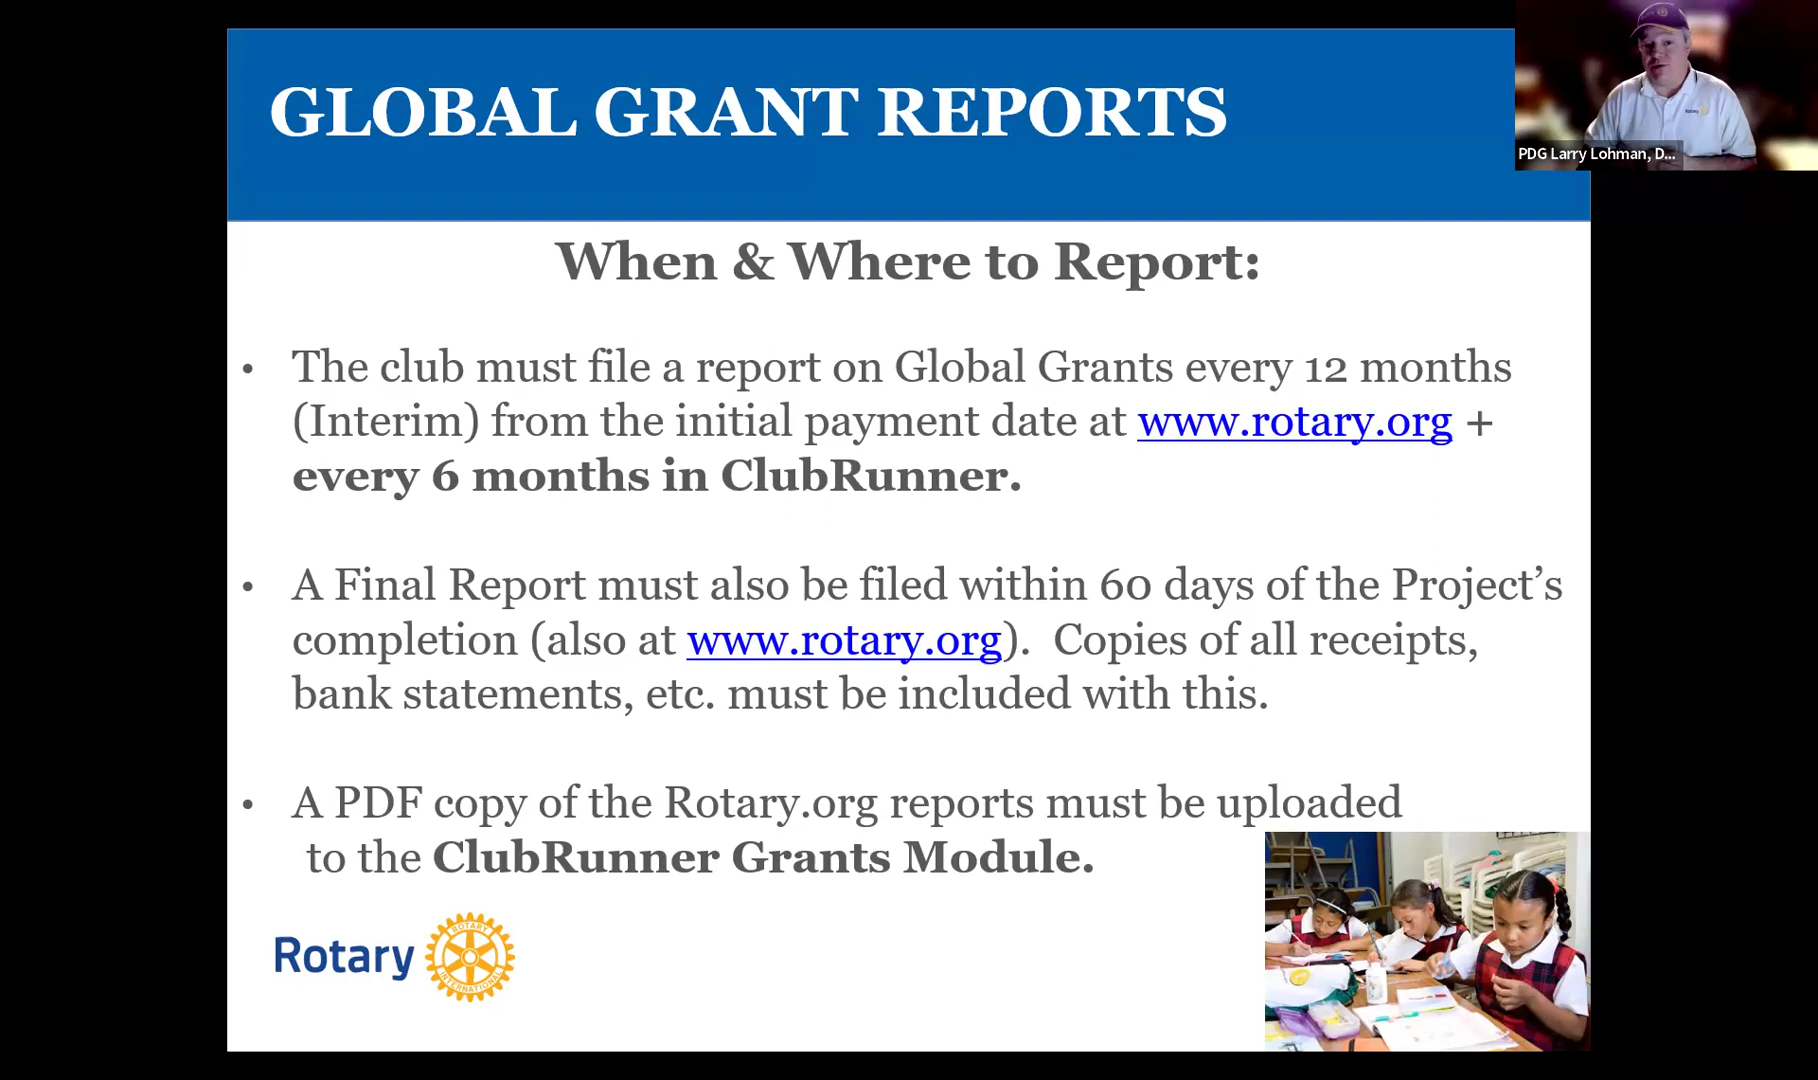 GLOBAL GRANT REPORTS
PDG Larry Lohman, D...
When & Where to Report:
• The club must file a report on Global Grants every 12 months
(Interim) from the initial payment date at www.rotary.org +
every 6 months in ClubRunner.
• A Final Report must also be filed within 60 days of the Project’s
completion (also at www.rotary.org). Copies of all receipts,
bank statements, etc. must be included with this.
• A PDF copy of the Rotary.org reports must be uploaded
to the ClubRunner Grants Module.
Rotary
ROTARY
INTERNATIONAL
Rotary